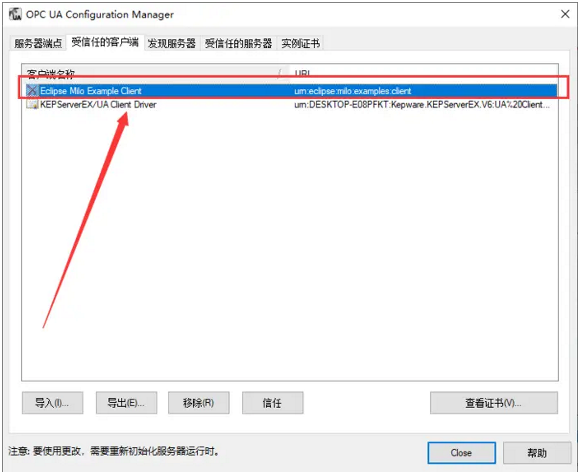 OPC UA Configuration Manager
服务器端点 受信任的客户端 发现服务器 受信任的服务器 实例证书
客户端名称 / URL
Eclipse Milo Example Client urn:eclipse:milo:examples:client
KEPServerEX/UA Client Driver urn:DESKTOP-E08PFKT:Kepware.KEPServerEX.V6:UA%20Client...
导入(I)... 导出(E)... 移除(R) 信任 查看证书(V)...
注意: 要使用更改，需要重新初始化服务器运行时。 Close 帮助